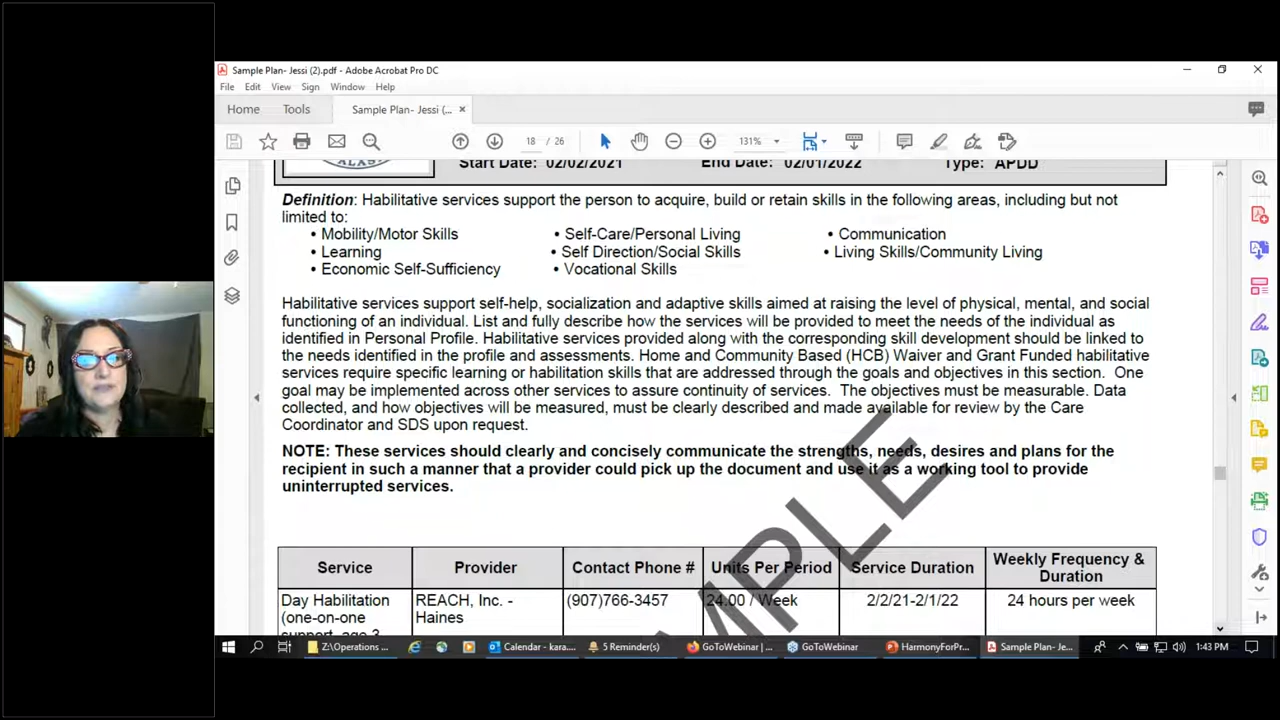 Sample Plan- Jessi (2).pdf - Adobe Acrobat Pro DC
File Edit View Sign Window Help
Home Tools Sample Plan- Jessi (... ×
18 / 26 131%
Start Date: 02/02/2021 End Date: 02/01/2022 Type: APDD
Definition: Habilitative services support the person to acquire, build or retain skills in the following areas, including but not
limited to:
• Mobility/Motor Skills • Self-Care/Personal Living • Communication
• Learning • Self Direction/Social Skills • Living Skills/Community Living
• Economic Self-Sufficiency • Vocational Skills
Habilitative services support self-help, socialization and adaptive skills aimed at raising the level of physical, mental, and social
functioning of an individual. List and fully describe how the services will be provided to meet the needs of the individual as
identified in Personal Profile. Habilitative services provided along with the corresponding skill development should be linked to
the needs identified in the profile and assessments. Home and Community Based (HCB) Waiver and Grant Funded habilitative
services require specific learning or habilitation skills that are addressed through the goals and objectives in this section. One
goal may be implemented across other services to assure continuity of services. The objectives must be measurable. Data
collected, and how objectives will be measured, must be clearly described and made available for review by the Care
Coordinator and SDS upon request.
NOTE: These services should clearly and concisely communicate the strengths, needs, desires and plans for the
recipient in such a manner that a provider could pick up the document and use it as a working tool to provide
uninterrupted services.
Service Provider Contact Phone # Units Per Period Service Duration Weekly Frequency &
Duration
Day Habilitation REACH, Inc. - (907)766-3457 24.00 / Week 2/2/21-2/1/22 24 hours per week
(one-on-one Haines
support, age 3
Z:\Operations ... Calendar - kara.... 5 Reminder(s) GoToWebinar | ... GoToWebinar HarmonyForPr... Sample Plan- Je... 1:43 PM